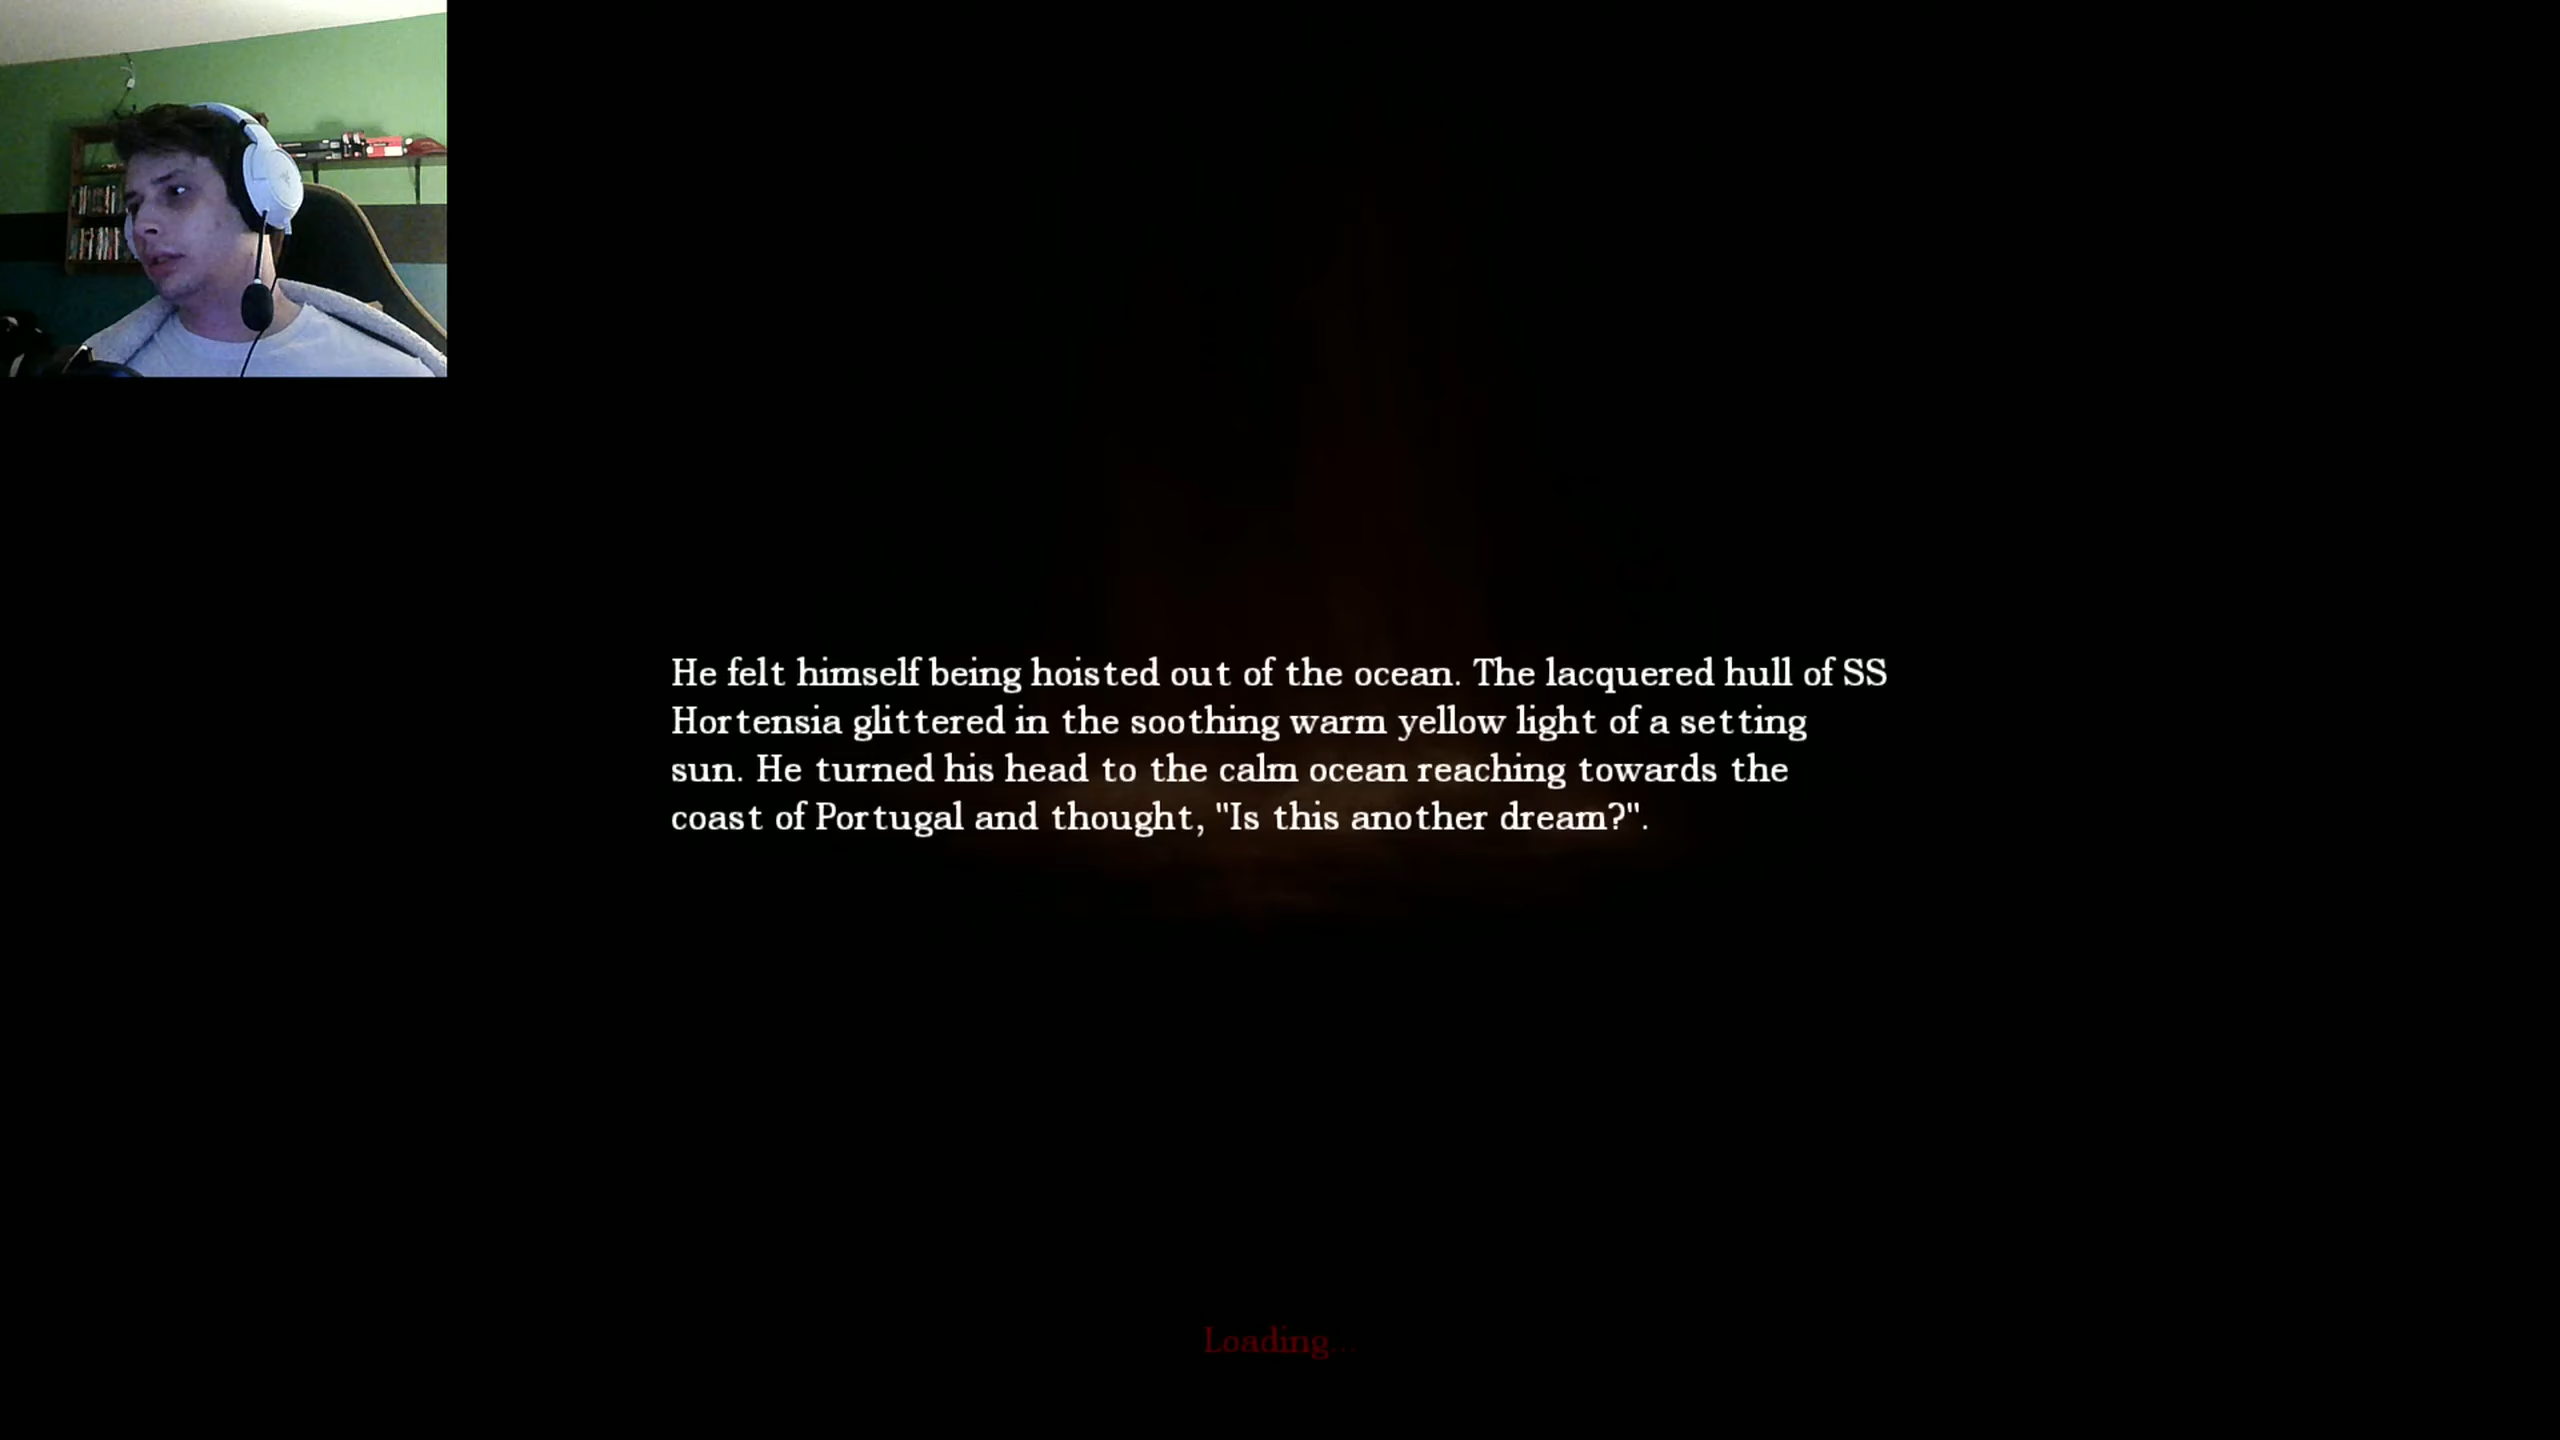 He felt himself being hoisted out of the ocean. The lacquered hull of SS
Hortensia glittered in the soothing warm yellow light of a setting
sun. He turned his head to the calm ocean reaching towards the
coast of Portugal and thought, "Is this another dream?".
Loading...